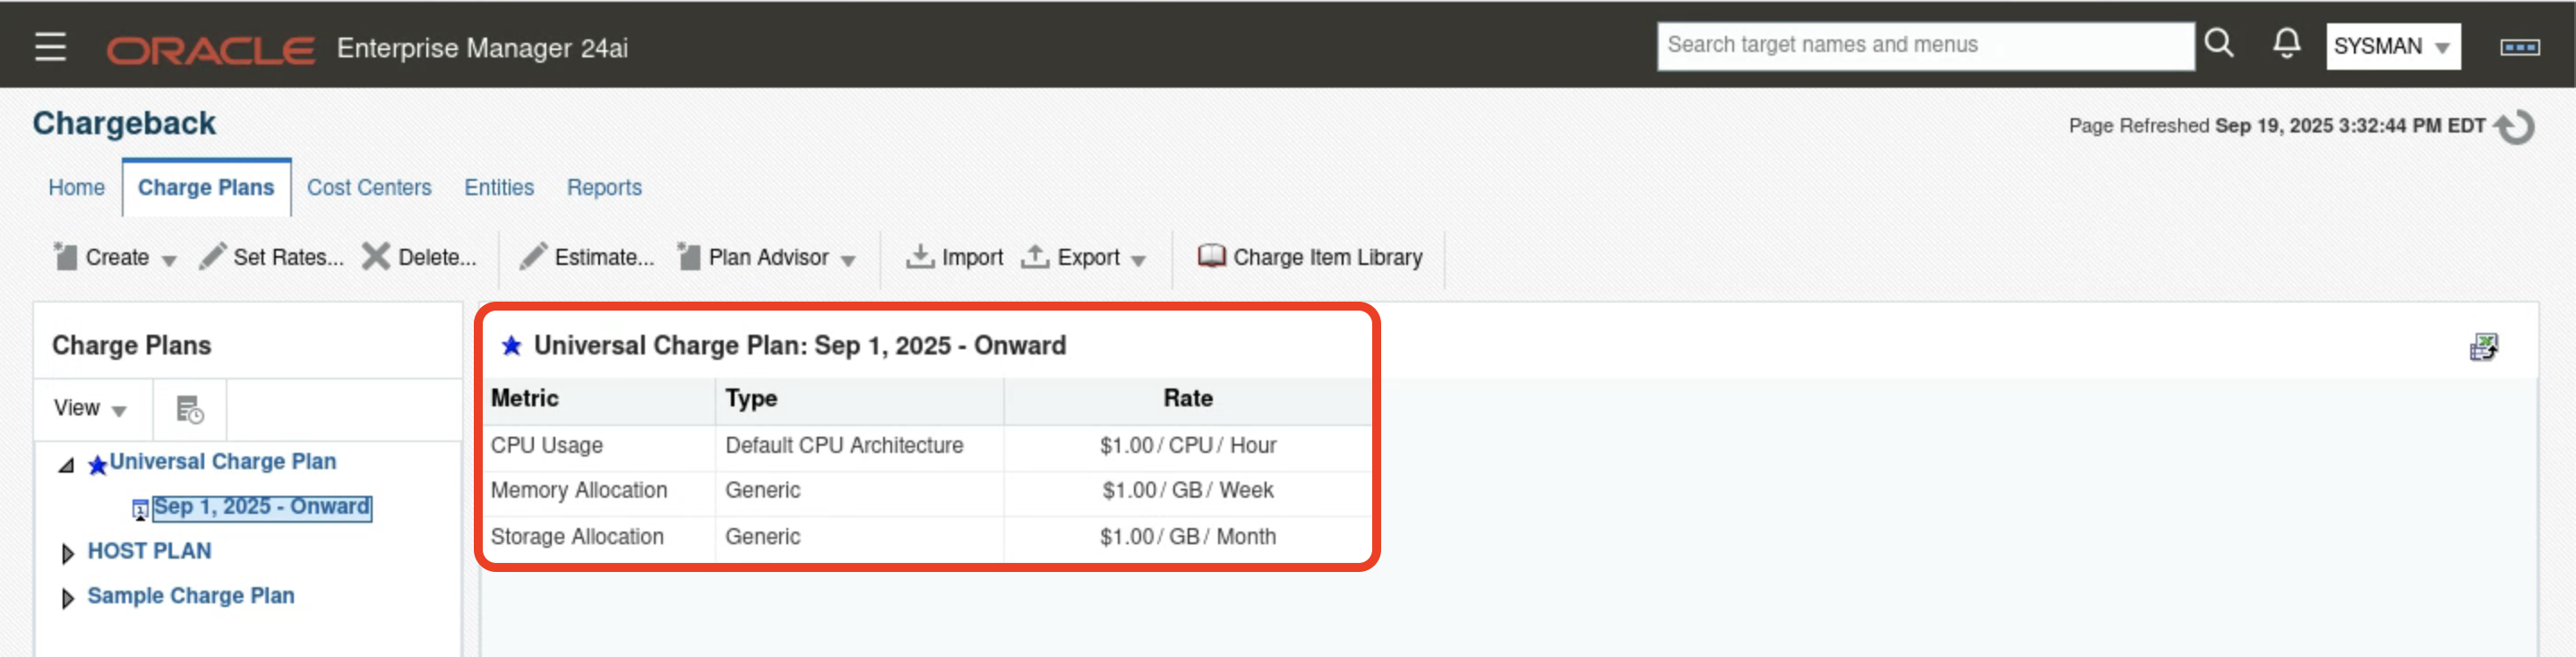 ORACLE Enterprise Manager 24ai Search target names and menus SYSMAN
Chargeback
Page Refreshed Sep 19, 2025 3:32:44 PM EDT
Home Charge Plans Cost Centers Entities Reports
Create Set Rates... Delete... Estimate... Plan Advisor Import Export Charge Item Library
Charge Plans
View
Universal Charge Plan
1 Sep 1, 2025 - Onward
HOST PLAN
Sample Charge Plan
Universal Charge Plan: Sep 1, 2025 - Onward
Metric Type Rate
CPU Usage Default CPU Architecture $1.00 / CPU / Hour
Memory Allocation Generic $1.00 / GB / Week
Storage Allocation Generic $1.00 / GB / Month